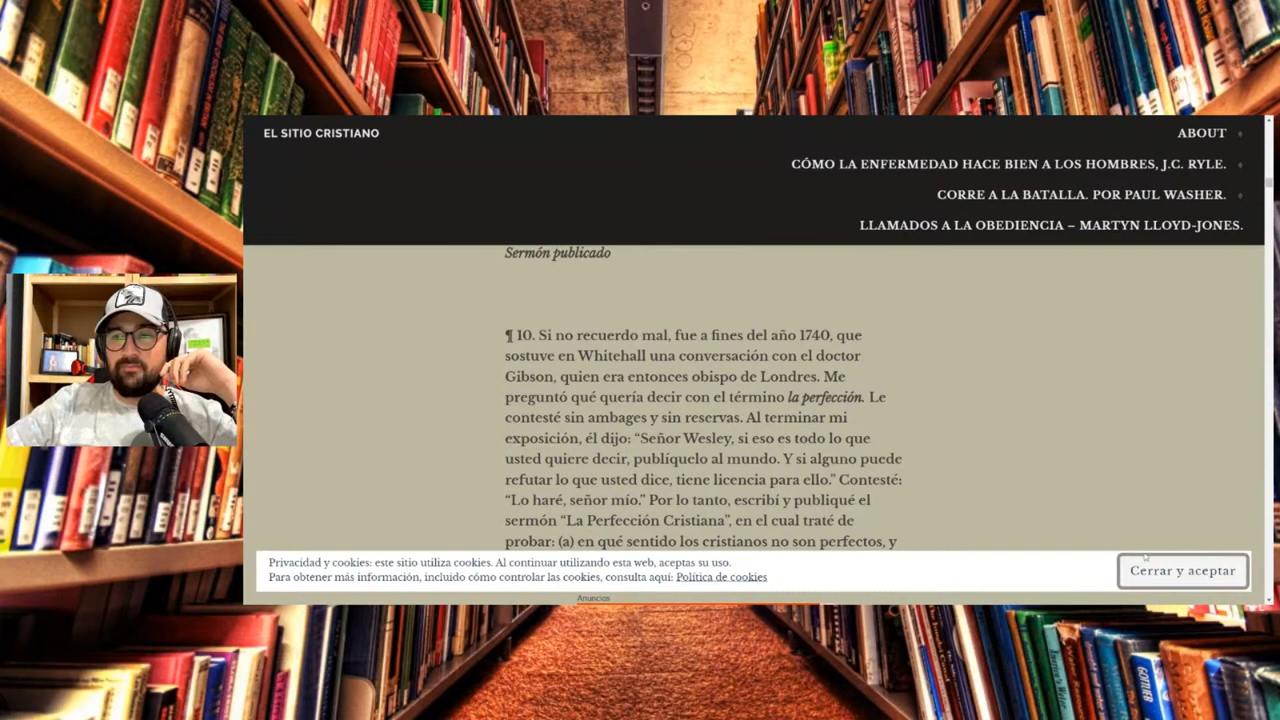 EL SITIO CRISTIANO
ABOUT
CÓMO LA ENFERMEDAD HACE BIEN A LOS HOMBRES, J.C. RYLE.
CORRE A LA BATALLA. POR PAUL WASHER.
LLAMADOS A LA OBEDIENCIA – MARTYN LLOYD-JONES.
Sermón publicado
¶ 10. Si no recuerdo mal, fue a fines del año 1740, que
sostuve en Whitehall una conversación con el doctor
Gibson, quien era entonces obispo de Londres. Me
preguntó qué quería decir con el término la perfección. Le
contesté sin ambages y sin reservas. Al terminar mi
exposición, él dijo: “Señor Wesley, si eso es todo lo que
usted quiere decir, publíquelo al mundo. Y si alguno puede
refutar lo que usted dice, tiene licencia para ello.” Contesté:
“Lo haré, señor mío.” Por lo tanto, escribí y publiqué el
sermón “La Perfección Cristiana”, en el cual traté de
probar: (a) en qué sentido los cristianos no son perfectos, y
Privacidad y cookies: este sitio utiliza cookies. Al continuar utilizando esta web, aceptas su uso.
Para obtener más información, incluido cómo controlar las cookies, consulta aquí: Política de cookies
Cerrar y aceptar
Anuncios
GOTTLIEB